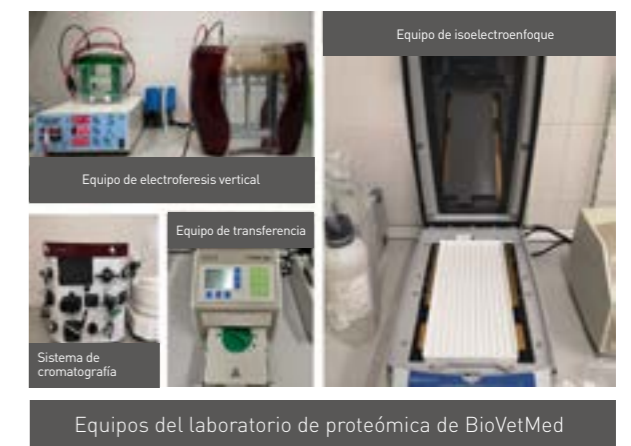 Equipo de isoelectroenfoque
Equipo de electroferesis vertical
Equipo de transferencia
Sistema de
cromatografía
Equipos del laboratorio de proteómica de BioVetMed